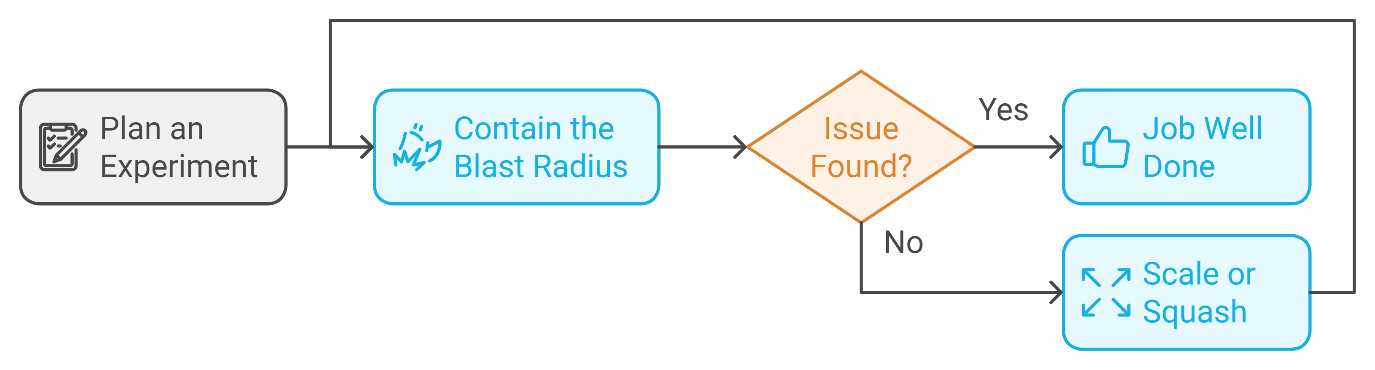 Plan an
Experiment
Contain the
Blast Radius
Issue
Found?
Yes
Job Well
Done
No
Scale or
Squash